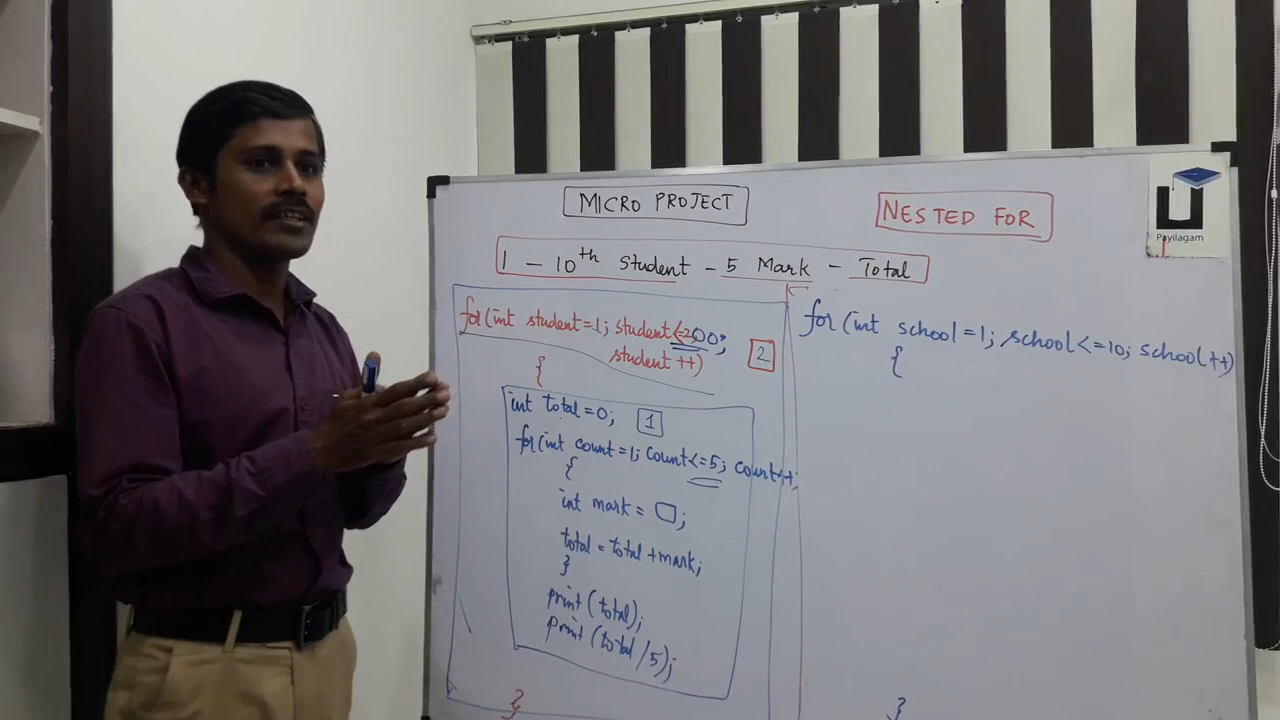 MICRO PROJECT
NESTED FOR
Payilagam
1 - 10th Student - 5 Mark - Total
for(int student=1; student<=200;
student ++)
2
{
int total=0;
1
for(int count=1; count<=5; count++;
{
int mark = ;
total = total +mark;
}
print(total);
print (total /5);
}
for (int school =1; school<=10; school++)
{
}